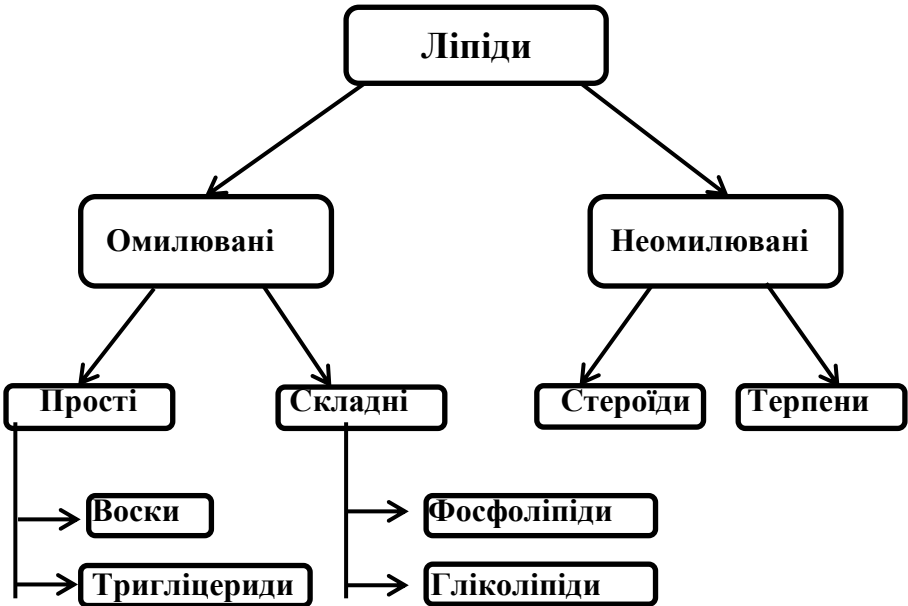 Ліпіди
Омилювані
Неомилювані
Прості
Складні
Стероїди
Терпени
Воски
Фосфоліпіди
Тригліцериди
Гліколіпіди